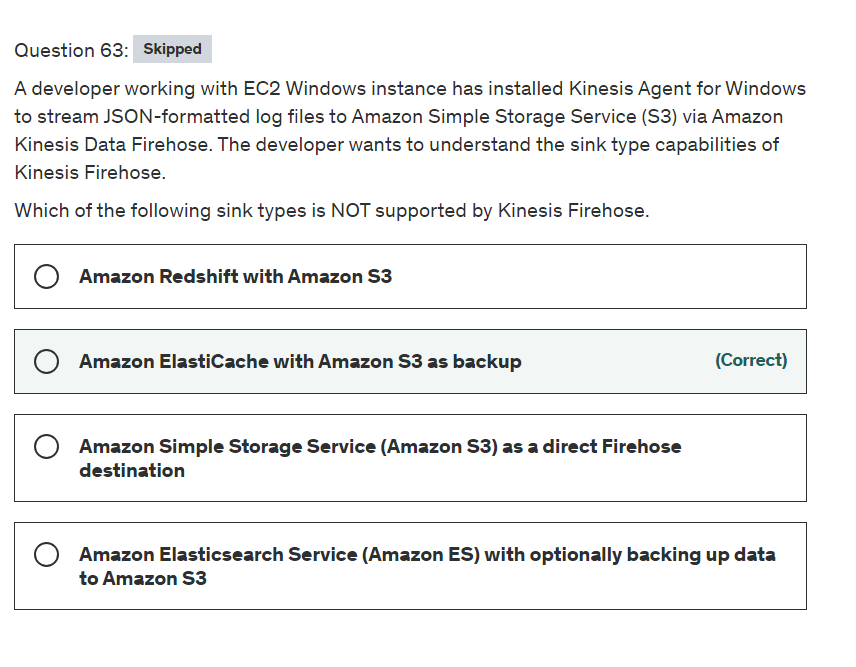 Question 63: Skipped
A developer working with EC2 Windows instance has installed Kinesis Agent for Windows
to stream JSON-formatted log files to Amazon Simple Storage Service (S3) via Amazon
Kinesis Data Firehose. The developer wants to understand the sink type capabilities of
Kinesis Firehose.
Which of the following sink types is NOT supported by Kinesis Firehose.
Amazon Redshift with Amazon S3
Amazon ElastiCache with Amazon S3 as backup (Correct)
Amazon Simple Storage Service (Amazon S3) as a direct Firehose
destination
Amazon Elasticsearch Service (Amazon ES) with optionally backing up data
to Amazon S3